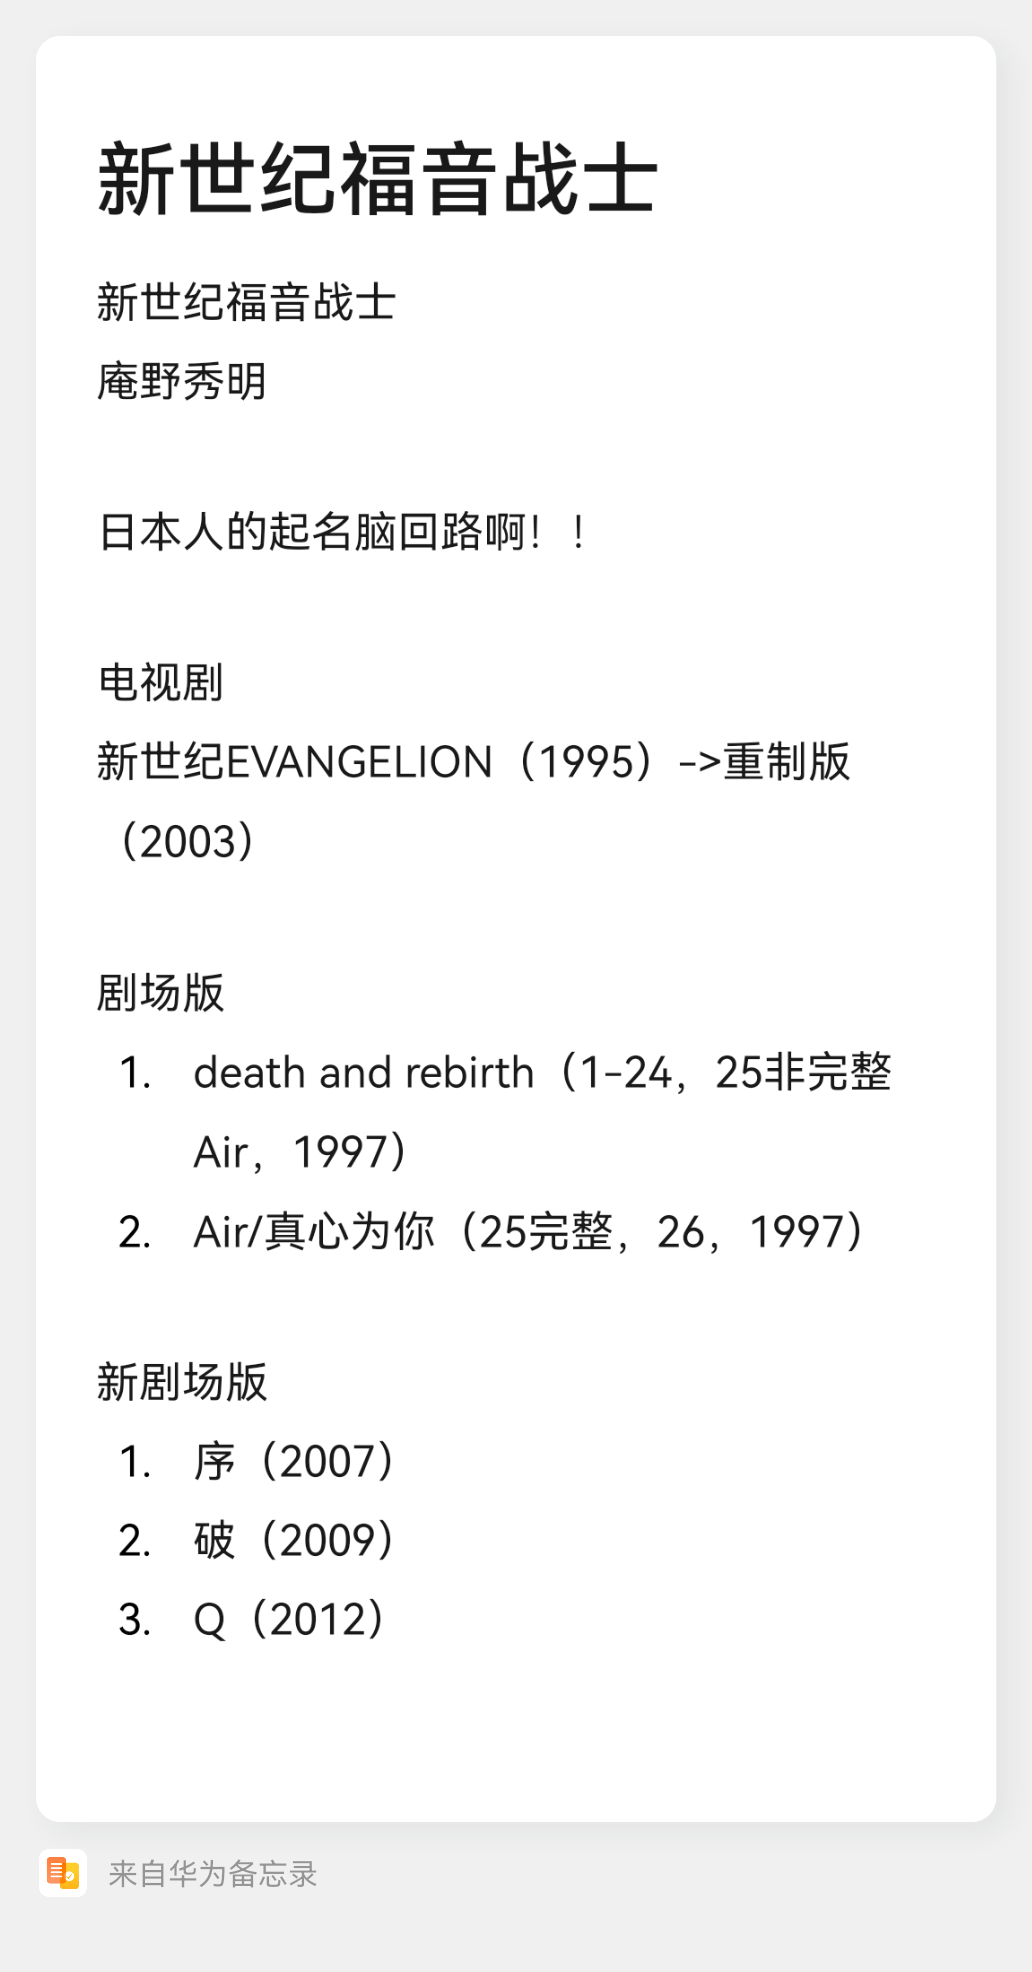 新世纪福音战士
新世纪福音战士
庵野秀明
日本人的起名脑回路啊！！
电视剧
新世纪EVANGELION（1995）->重制版
（2003）
剧场版
1. death and rebirth（1-24，25非完整
Air，1997）
2. Air/真心为你（25完整，26，1997）
新剧场版
1. 序（2007）
2. 破（2009）
3. Q（2012）
来自华为备忘录